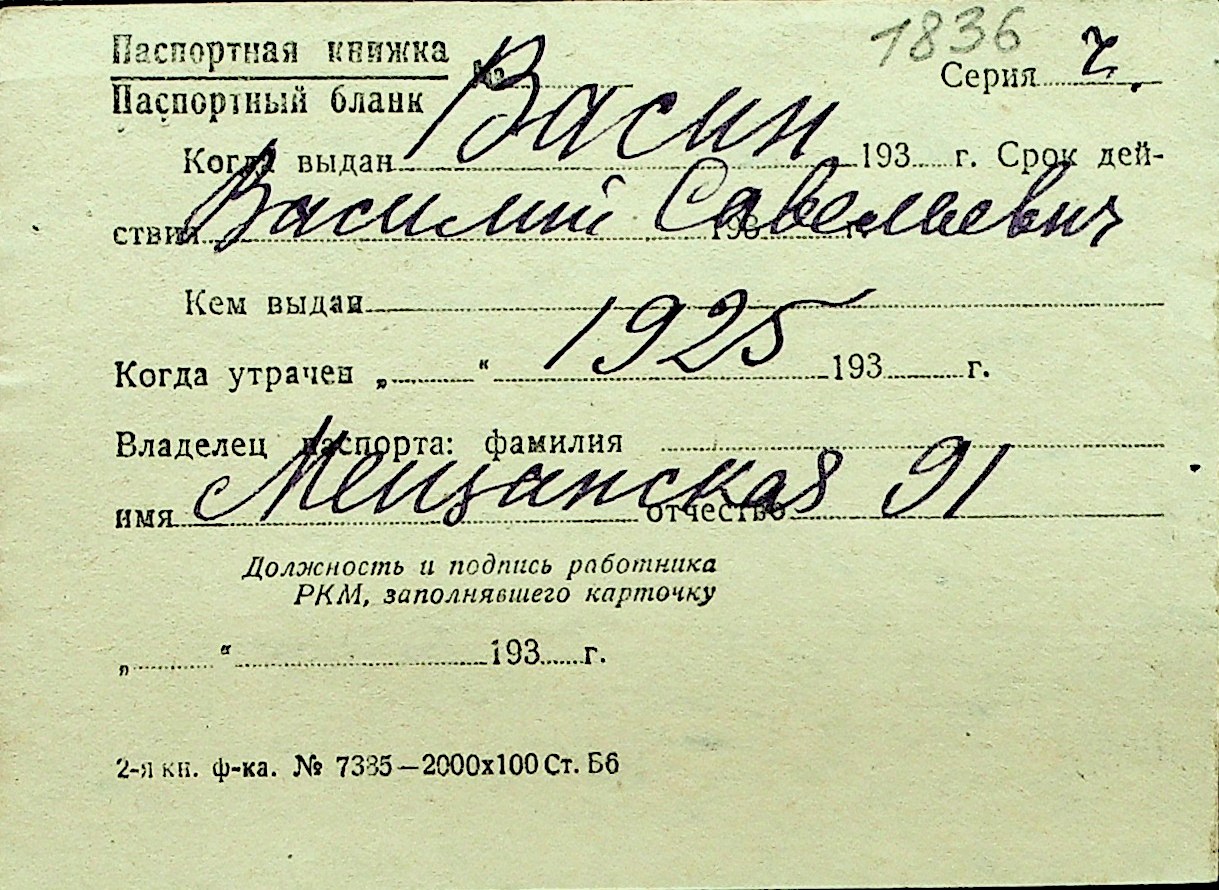 1836
Паспортная книжка
Паспортный бланк № Васин Серия г.
Когда выдан 193 г. Срок дей-
ствия Василий Савельевич 193 г.
Кем выдан
1925
Когда утрачен „ “ 193 г.
Владелец паспорта: фамилия
Мещанская 91
имя отчество
Должность и подпись работника
РКМ, заполнявшего карточку
„ “ 193 г.
2-я кн. ф-ка. № 7385—2000х100 Ст. Б6